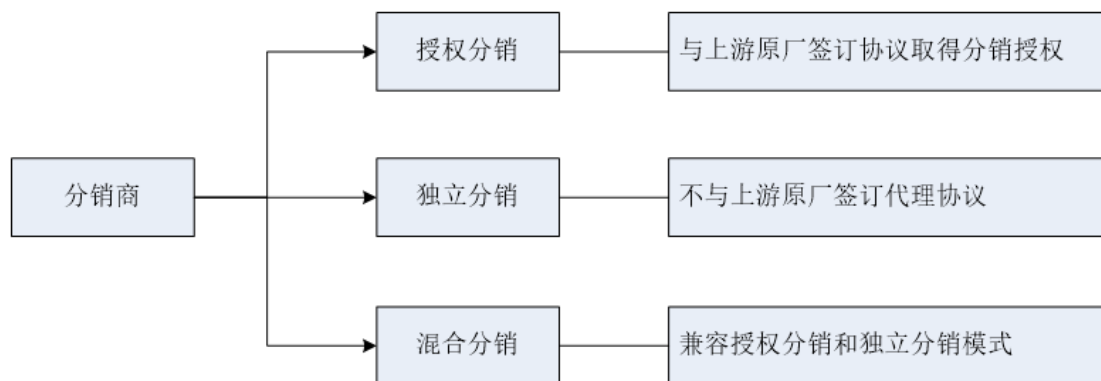 授权分销
与上游原厂签订协议取得分销授权
分销商
独立分销
不与上游原厂签订代理协议
混合分销
兼容授权分销和独立分销模式